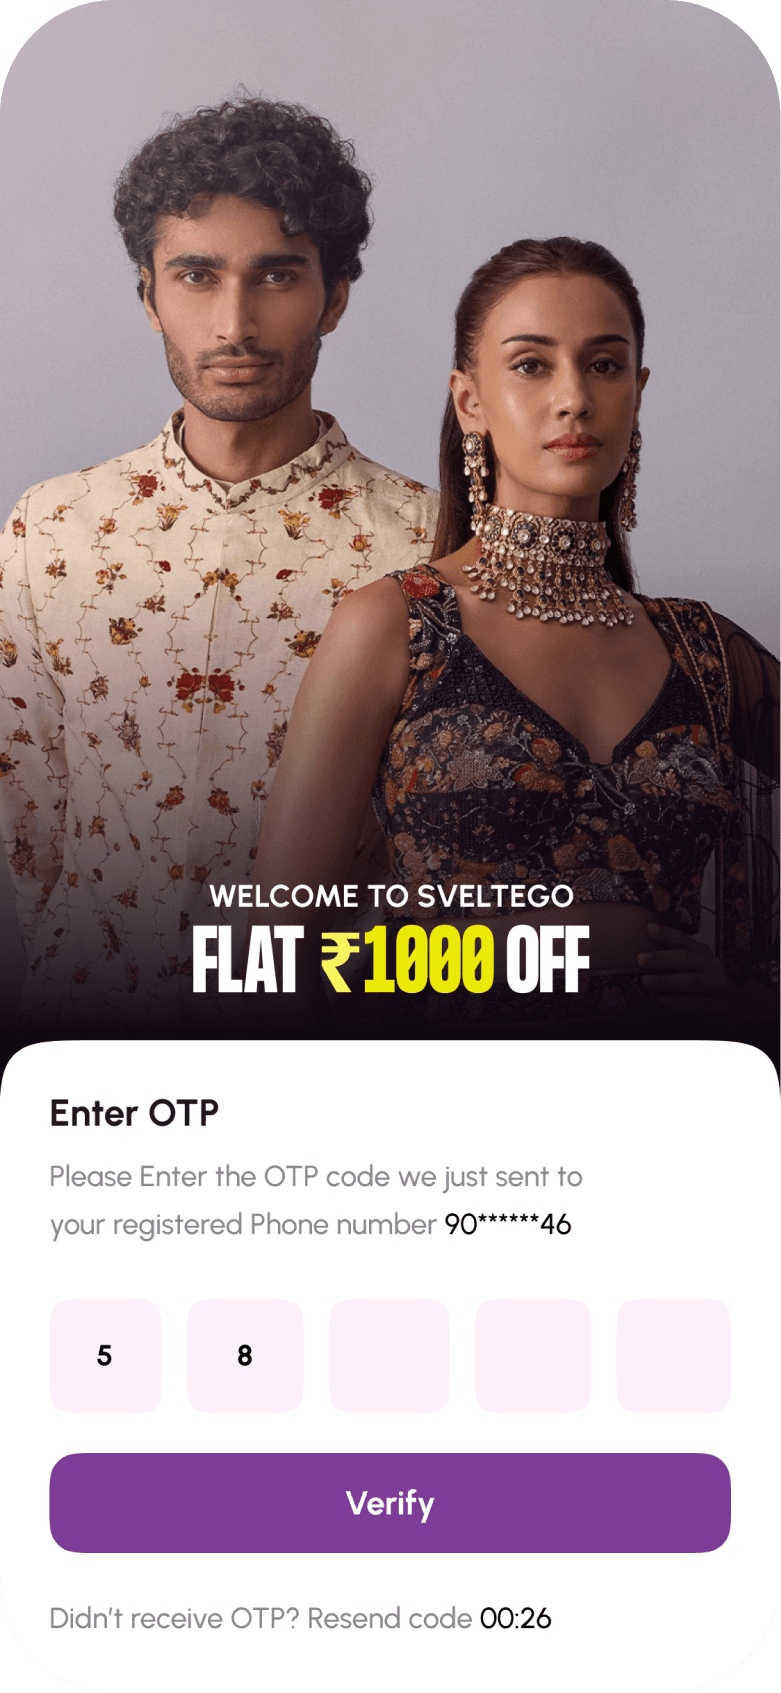 WELCOME TO SVELTEGO
FLAT ₹1000 OFF
Enter OTP
Please Enter the OTP code we just sent to
your registered Phone number 90******46
5 8
Verify
Didn't receive OTP? Resend code 00:26